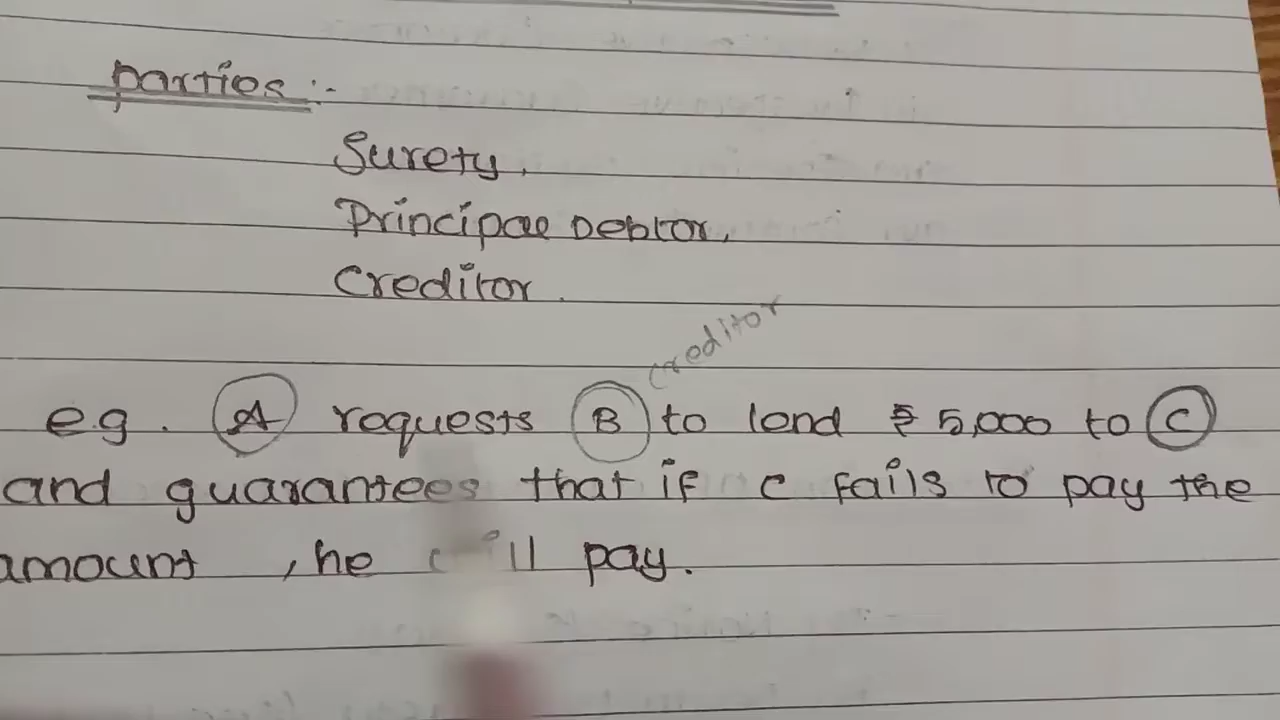 parties :-
Surety,
Principal Debtor,
Creditor.
creditor
e.g. A requests B to lend ₹ 5,000 to C
and guarantees that if C fails to pay the
amount, he pay.